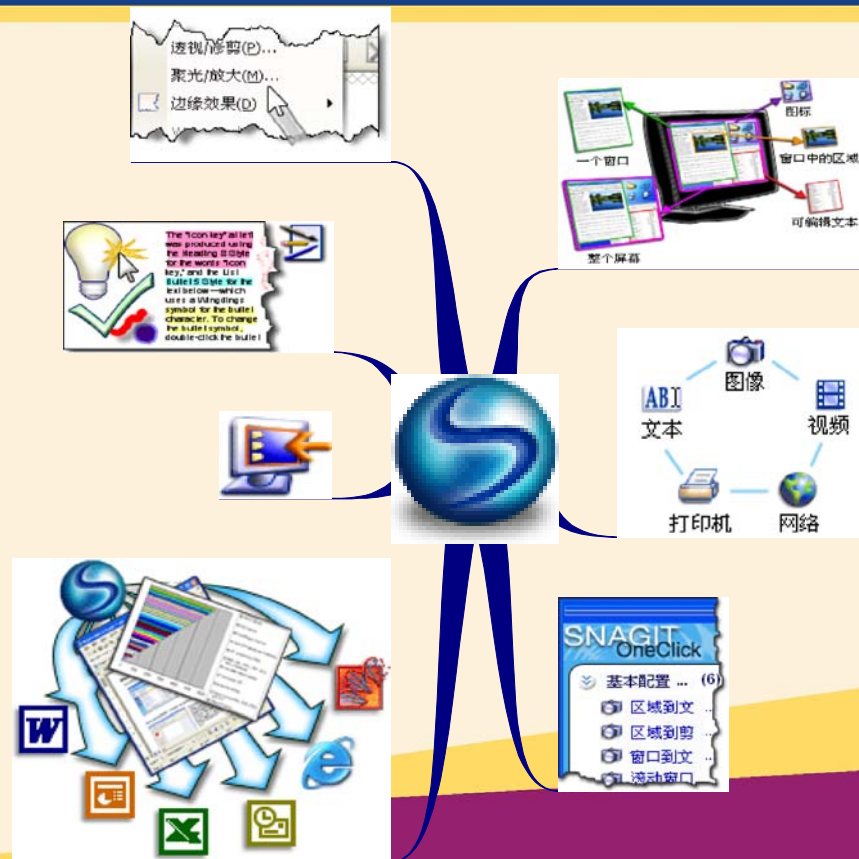 透视/修剪(P)...
聚光/放大(M)...
边缘效果(D)
图标
一个窗口
窗口中的区域
可编辑文本
整个屏幕
The "icon key" at left
was produced using
the Heading 8 Style
for the words "Icon
key," and the List
Bullet 5 Style for the
text below—which
uses a Wingdings
symbol for the bullet
character. To change
the bullet symbol,
double-click the bullet
图像
ABI
文本
视频
打印机
网络
W
SNAGIT
OneClick
基本配置 ... (6)
区域到文 ..
区域到剪 ..
窗口到文 ..
滚动窗口